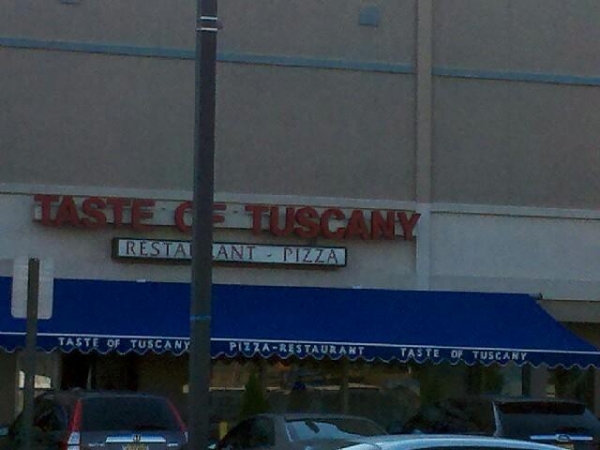 TASTE OF TUSCANY
RESTAURANT - PIZZA
TASTE OF TUSCANY PIZZA-RESTAURANT TASTE OF TUSCANY